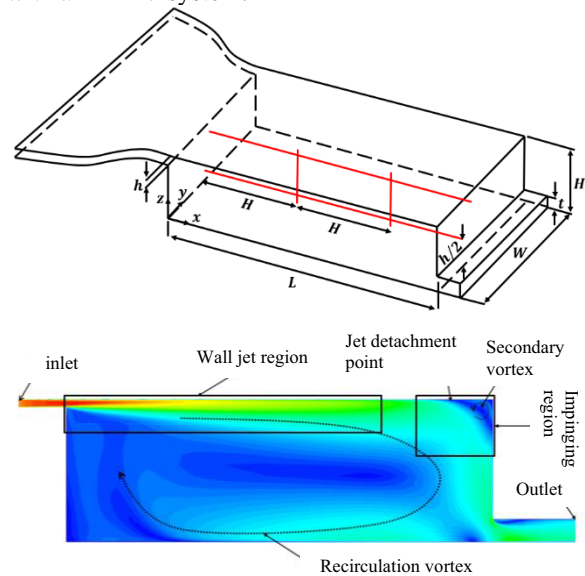 h
z
y
x
H
H
L
h/2
W
t
H
inlet
Wall jet region
Jet detachment
point
Secondary
vortex
Impinging
region
Outlet
Recirculation vortex